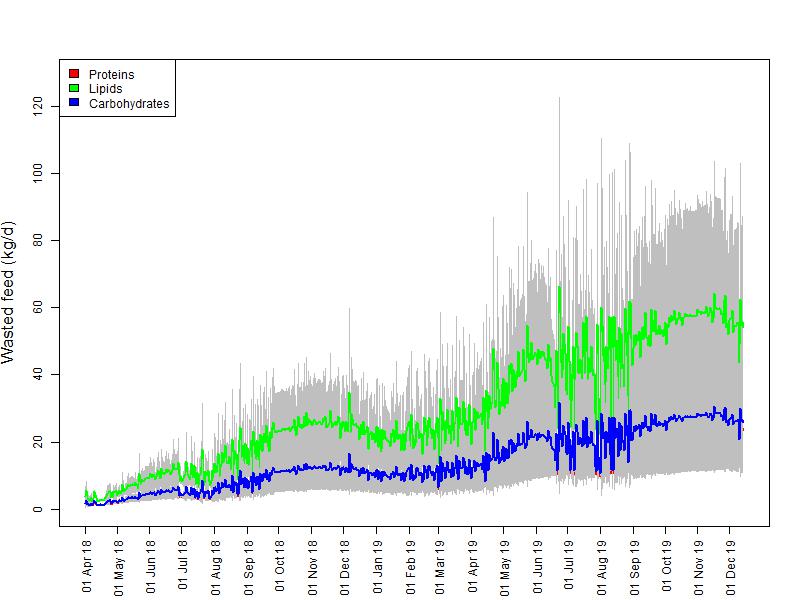 Proteins
Lipids
Carbohydrates
Wasted feed (kg/d)
120
100
80
60
40
20
0
01 Apr 18
01 May 18
01 Jun 18
01 Jul 18
01 Aug 18
01 Sep 18
01 Oct 18
01 Nov 18
01 Dec 18
01 Jan 19
01 Feb 19
01 Mar 19
01 Apr 19
01 May 19
01 Jun 19
01 Jul 19
01 Aug 19
01 Sep 19
01 Oct 19
01 Nov 19
01 Dec 19